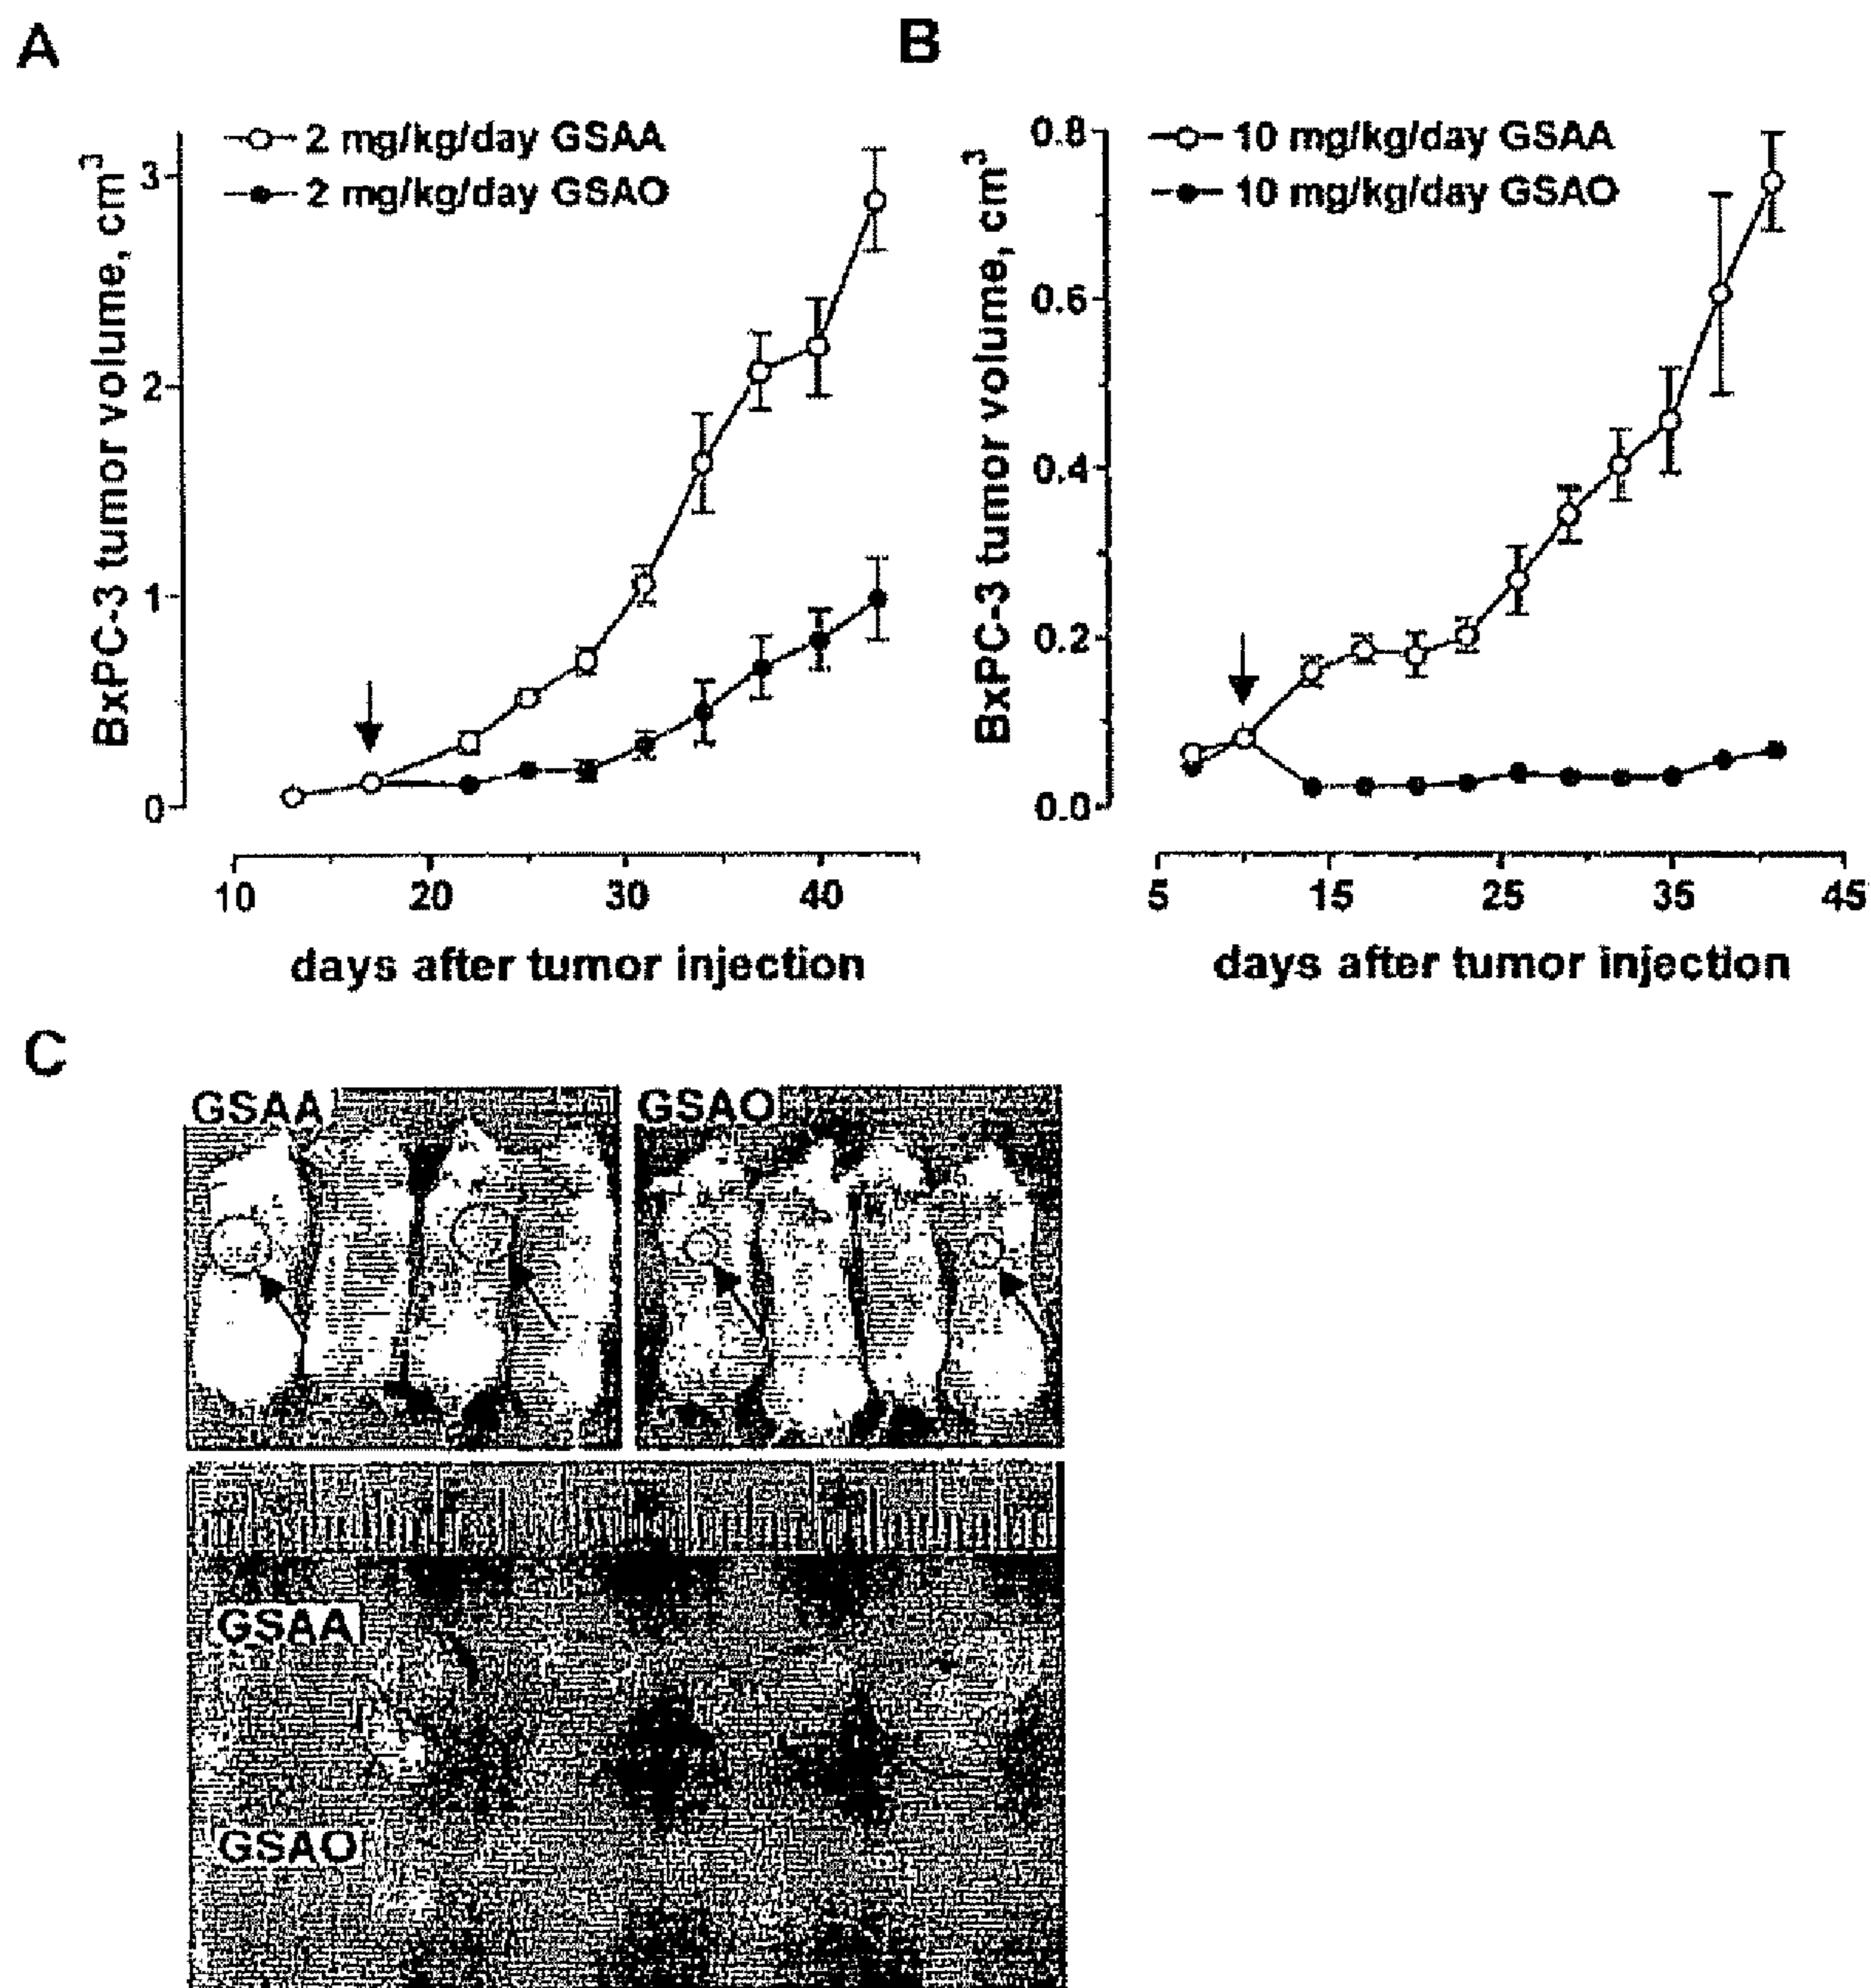 A
2 mg/kg/day GSAA
2 mg/kg/day GSAO
BxPC-3 tumor volume, cm³
3
2
1
0
10 20 30 40
days after tumor injection
B
10 mg/kg/day GSAA
10 mg/kg/day GSAO
BxPC-3 tumor volume, cm³
0.8
0.6
0.4
0.2
0.0
5 15 25 35 45
days after tumor injection
C
GSAA GSAO
GSAA
GSAO